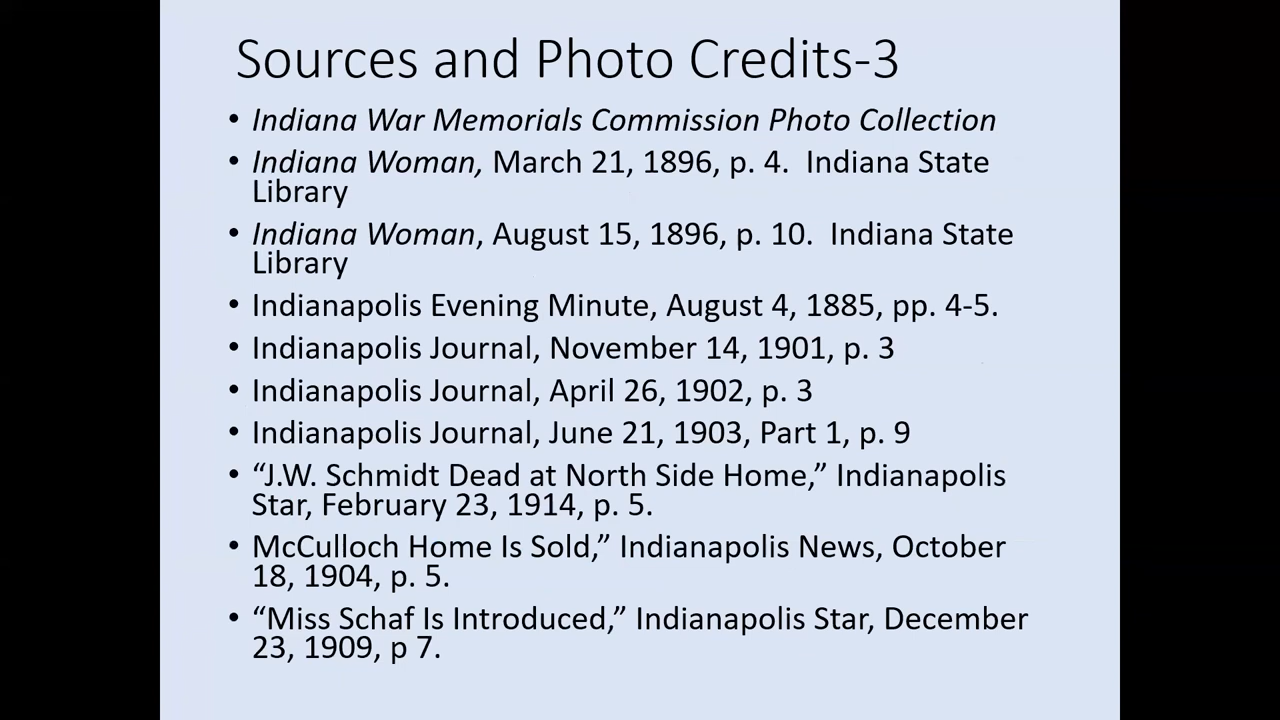 Sources and Photo Credits-3
• Indiana War Memorials Commission Photo Collection
• Indiana Woman, March 21, 1896, p. 4.  Indiana State
Library
• Indiana Woman, August 15, 1896, p. 10.  Indiana State
Library
• Indianapolis Evening Minute, August 4, 1885, pp. 4-5.
• Indianapolis Journal, November 14, 1901, p. 3
• Indianapolis Journal, April 26, 1902, p. 3
• Indianapolis Journal, June 21, 1903, Part 1, p. 9
• “J.W. Schmidt Dead at North Side Home,” Indianapolis
Star, February 23, 1914, p. 5.
• McCulloch Home Is Sold,” Indianapolis News, October
18, 1904, p. 5.
• “Miss Schaf Is Introduced,” Indianapolis Star, December
23, 1909, p 7.